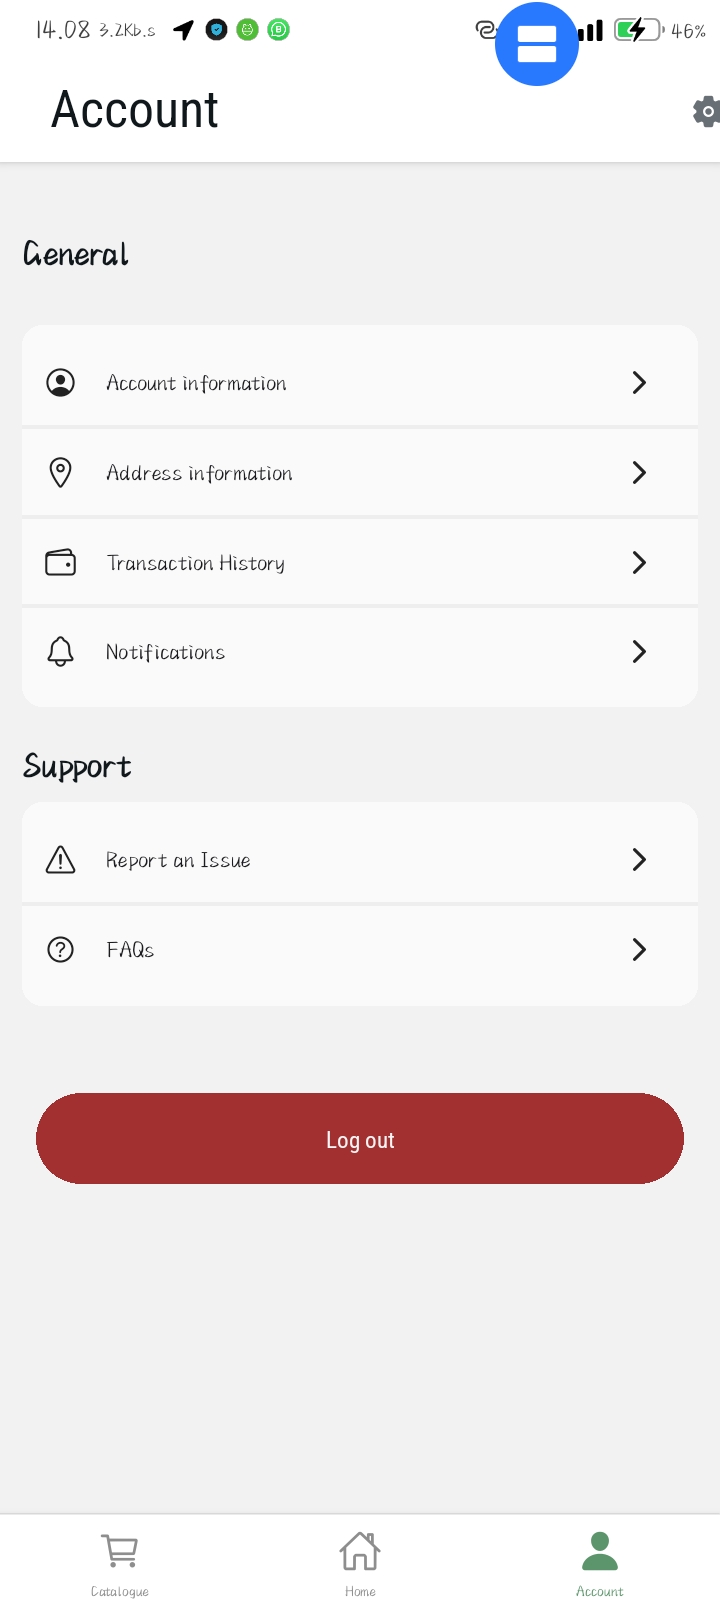 14.08 3.2Kb.s 46%
Account
General
Account information
Address information
Transaction History
Notifications
Support
Report an Issue
FAQs
Log out
Catalogue Home Account